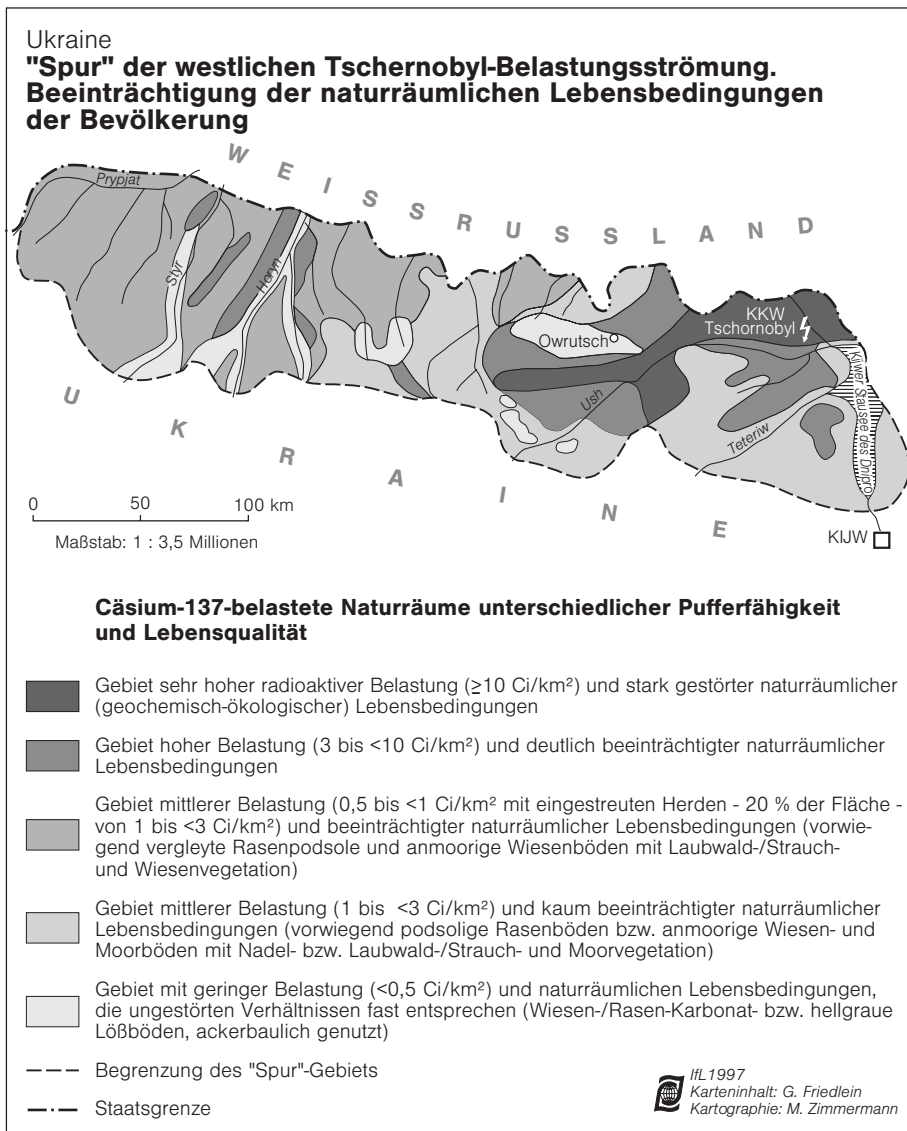 Ukraine
"Spur" der westlichen Tschernobyl-Belastungsströmung.
Beeinträchtigung der naturräumlichen Lebensbedingungen
der Bevölkerung
WEISSRUSSLAND
Prypjat
Styr
Horyn
Owrutsch
KKW
Tschornobyl
Ush
Teteriw
Kijwer Stausee des Dnipro
UKRAINE
KIJW
0 50 100 km
Maßstab: 1 : 3,5 Millionen
Cäsium-137-belastete Naturräume unterschiedlicher Pufferfähigkeit
und Lebensqualität
Gebiet sehr hoher radioaktiver Belastung (≥10 Ci/km²) und stark gestörter naturräumlicher
(geochemisch-ökologischer) Lebensbedingungen
Gebiet hoher Belastung (3 bis <10 Ci/km²) und deutlich beeinträchtigter naturräumlicher
Lebensbedingungen
Gebiet mittlerer Belastung (0,5 bis <1 Ci/km² mit eingestreuten Herden - 20 % der Fläche -
von 1 bis <3 Ci/km²) und beeinträchtigter naturräumlicher Lebensbedingungen (vorwie-
gend vergleyte Rasenpodsole und anmoorige Wiesenböden mit Laubwald-/Strauch-
und Wiesenvegetation)
Gebiet mittlerer Belastung (1 bis <3 Ci/km²) und kaum beeinträchtigter naturräumlicher
Lebensbedingungen (vorwiegend podsolige Rasenböden bzw. anmoorige Wiesen- und
Moorböden mit Nadel- bzw. Laubwald-/Strauch- und Moorvegetation)
Gebiet mit geringer Belastung (<0,5 Ci/km²) und naturräumlichen Lebensbedingungen,
die ungestörten Verhältnissen fast entsprechen (Wiesen-/Rasen-Karbonat- bzw. hellgraue
Lößböden, ackerbaulich genutzt)
Begrenzung des "Spur"-Gebiets
Staatsgrenze
IfL 1997
Karteninhalt: G. Friedlein
Kartographie: M. Zimmermann